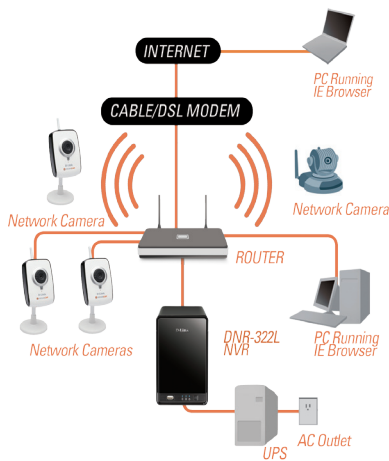 INTERNET
PC Running
IE Browser
CABLE/DSL MODEM
Network Camera
Network Camera
ROUTER
Network Cameras
DNR-322L
NVR
PC Running
IE Browser
UPS
AC Outlet